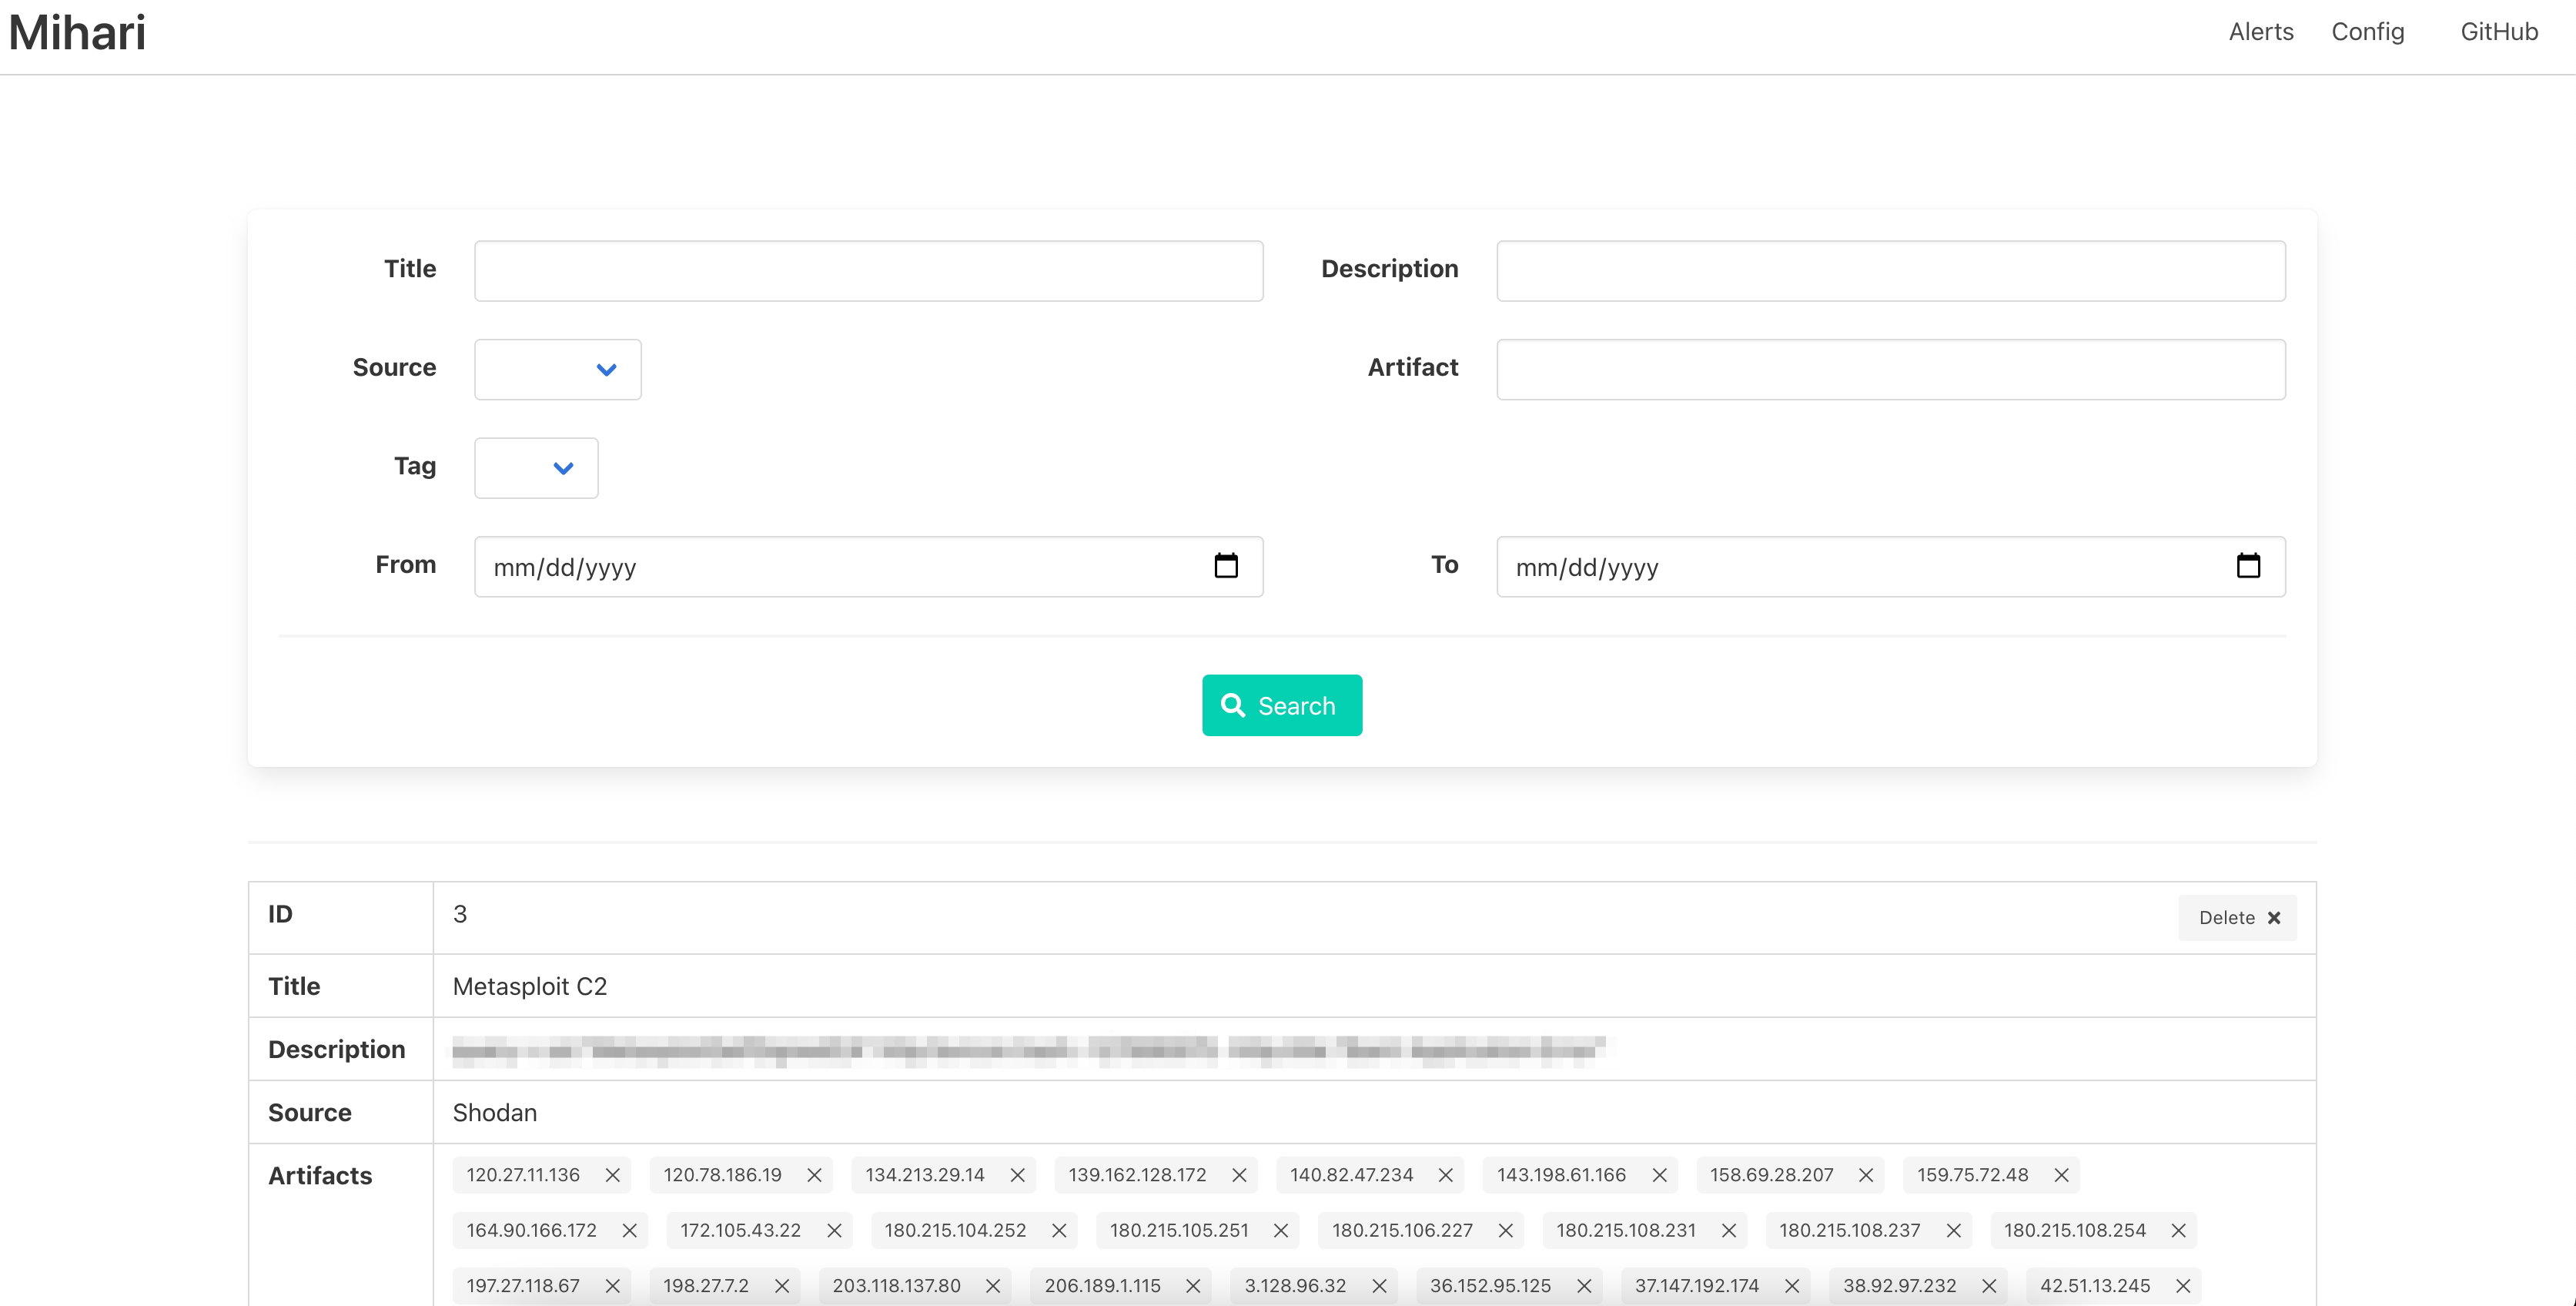 Mihari Alerts Config GitHub
Title Description
Source Artifact
Tag
From mm/dd/yyyy To mm/dd/yyyy
Search
ID 3 Delete
Title Metasploit C2
Description
Source Shodan
Artifacts 120.27.11.136 120.78.186.19 134.213.29.14 139.162.128.172 140.82.47.234 143.198.61.166 158.69.28.207 159.75.72.48
164.90.166.172 172.105.43.22 180.215.104.252 180.215.105.251 180.215.106.227 180.215.108.231 180.215.108.237 180.215.108.254
197.27.118.67 198.27.7.2 203.118.137.80 206.189.1.115 3.128.96.32 36.152.95.125 37.147.192.174 38.92.97.232 42.51.13.245